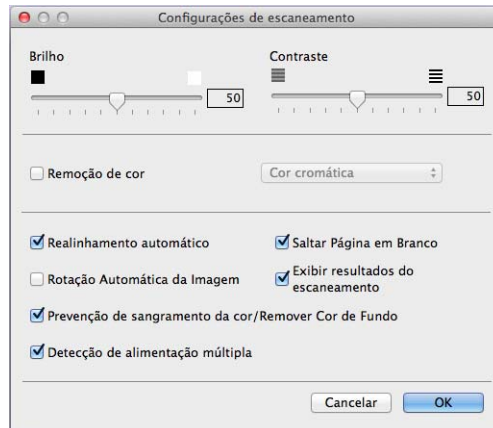 Configurações de escaneamento
Brilho
Contraste
50
50
Remoção de cor
Cor cromática
Realinhamento automático
Saltar Página em Branco
Rotação Automática da Imagem
Exibir resultados do
escaneamento
Prevenção de sangramento da cor/Remover Cor de Fundo
Detecção de alimentação múltipla
Cancelar
OK